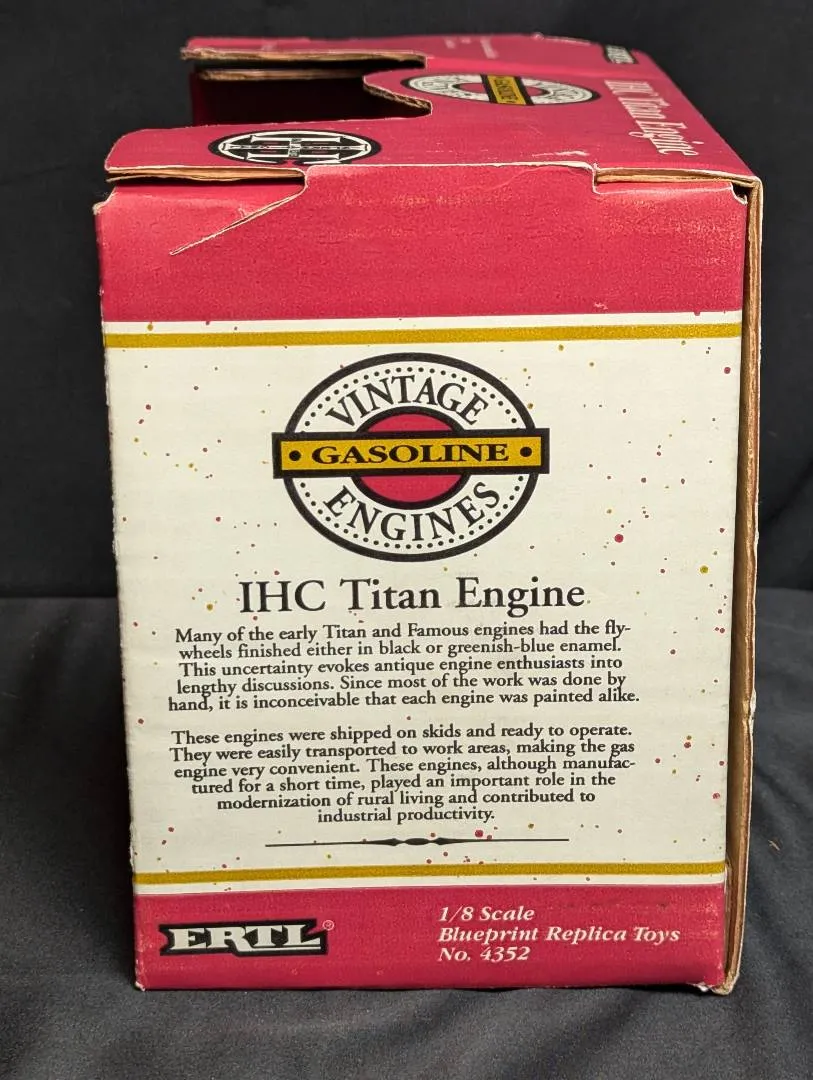 ERTL
IHC Titan Engine
GASOLINE
VINTAGE
• GASOLINE •
ENGINES
IHC Titan Engine
Many of the early Titan and Famous engines had the fly-
wheels finished either in black or greenish-blue enamel.
This uncertainty evokes antique engine enthusiasts into
lengthy discussions. Since most of the work was done by
hand, it is inconceivable that each engine was painted alike.
These engines were shipped on skids and ready to operate.
They were easily transported to work areas, making the gas
engine very convenient. These engines, although manufac-
tured for a short time, played an important role in the
modernization of rural living and contributed to
industrial productivity.
ERTL®
1/8 Scale
Blueprint Replica Toys
No. 4352